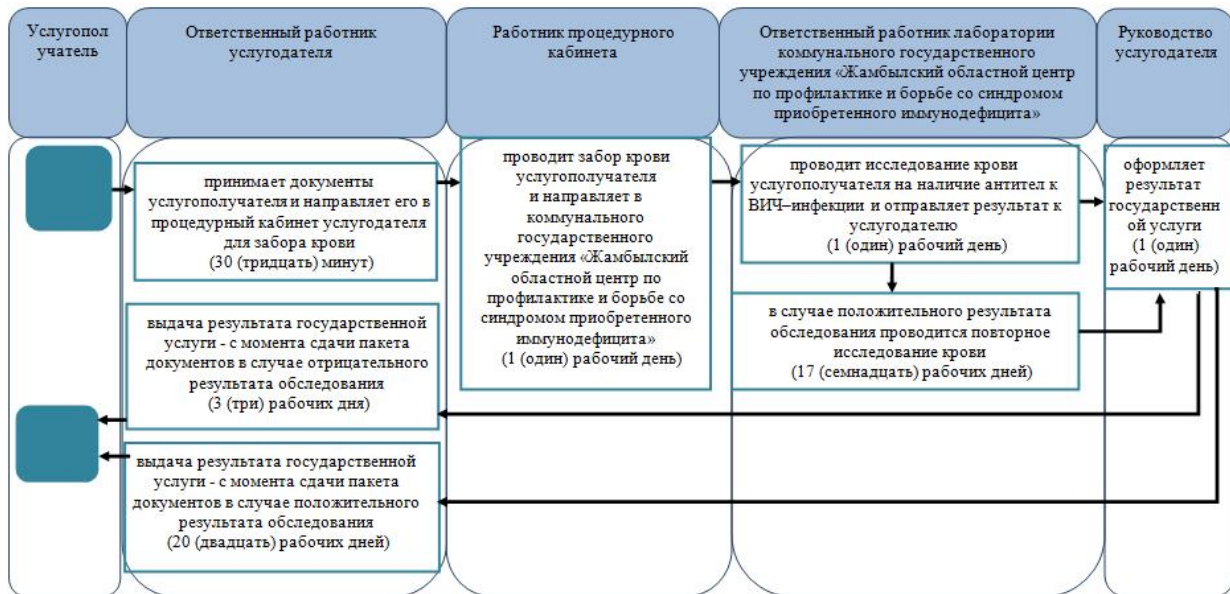 Услугопол
учатель
Ответственный работник
услугодателя
Работник процедурного
кабинета
Ответственный работник лаборатории
коммунального государственного
учреждения «Жамбылский областной центр
по профилактике и борьбе со синдромом
приобретенного иммунодефицита»
Руководство
услугодателя
принимает документы
услугополучателя и направляет его в
процедурный кабинет услугодателя
для забора крови
(30 (тридцать) минут)
проводит забор крови
услугополучателя
и направляет в
коммунального
государственного
учреждения «Жамбылский
областной центр по
профилактике и борьбе со
синдромом приобретенного
иммунодефицита»
(1 (один) рабочий день)
проводит исследование крови
услугополучателя на наличие антител к
ВИЧ–инфекции и отправляет результат к
услугодателю
(1 (один) рабочий день)
оформляет
результат
государственн
ой услуги
(1 (один)
рабочий день)
в случае положительного результата
обследования проводится повторное
исследование крови
(17 (семнадцать) рабочих дней)
выдача результата государственной
услуги - с момента сдачи пакета
документов в случае отрицательного
результата обследования
(3 (три) рабочих дня)
выдача результата государственной
услуги - с момента сдачи пакета
документов в случае положительного
результата обследования
(20 (двадцать) рабочих дней)